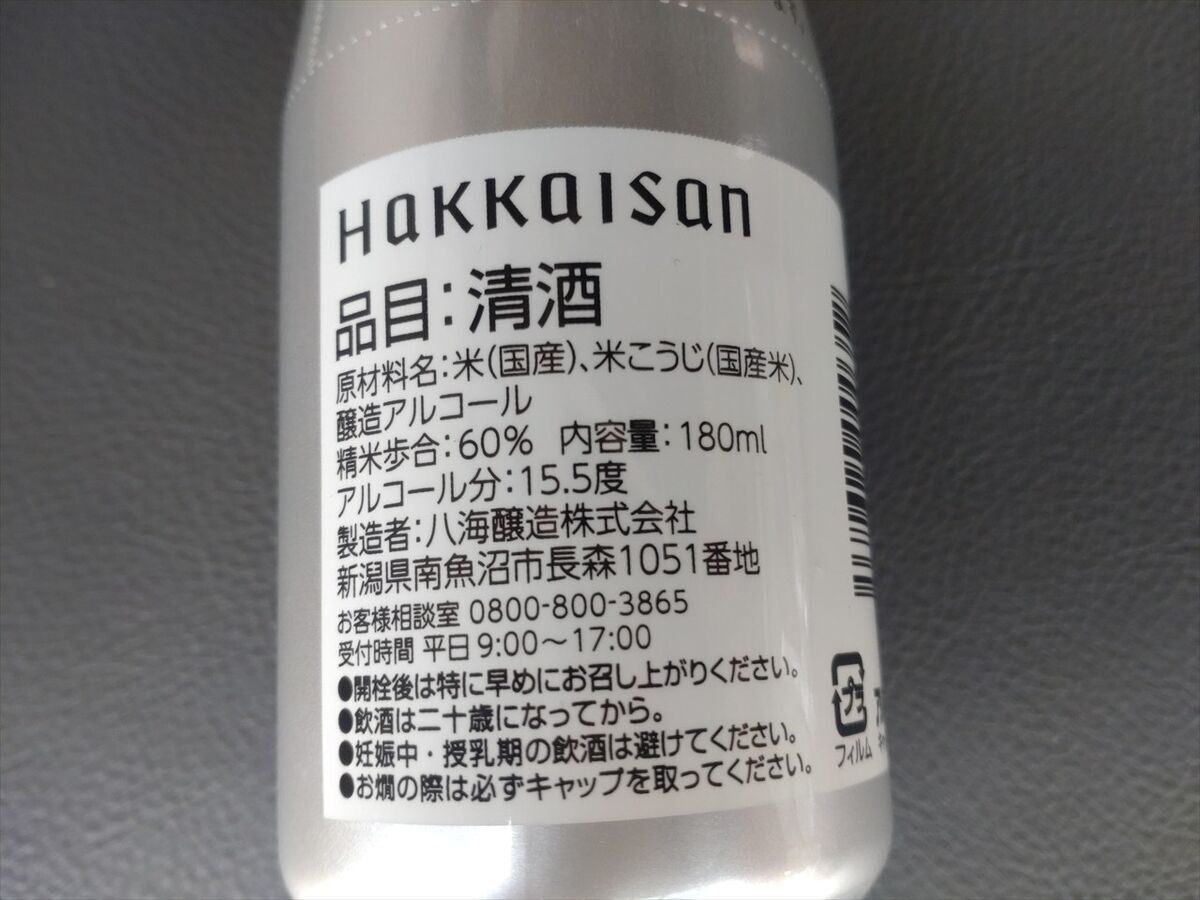 Hakkaisan
品目：清酒
原材料名：米(国産)、米こうじ(国産米)、
醸造アルコール
精米歩合：60% 内容量：180ml
アルコール分：15.5度
製造者：八海醸造株式会社
新潟県南魚沼市長森1051番地
お客様相談室 0800-800-3865
受付時間 平日9:00～17:00
●開栓後は特に早めにお召し上がりください。
●飲酒は二十歳になってから。
●妊娠中・授乳期の飲酒は避けてください。
●お燗の際は必ずキャップを取ってください。
プラ
フィルム